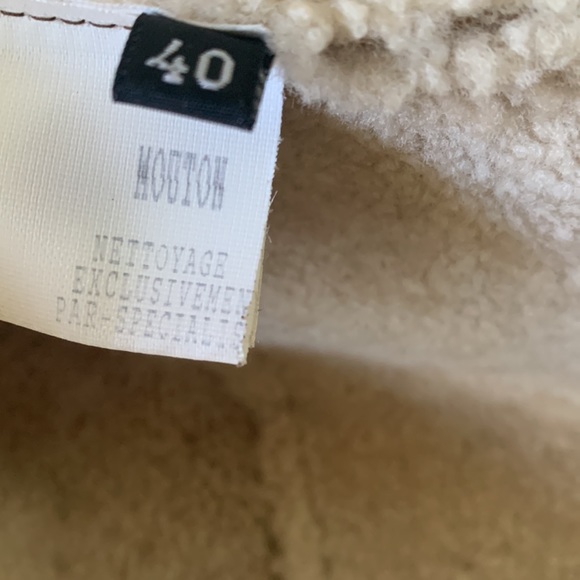 40
MOUTON
NETTOYAGE
EXCLUSIVEMEN
PAR-SPECIALIS